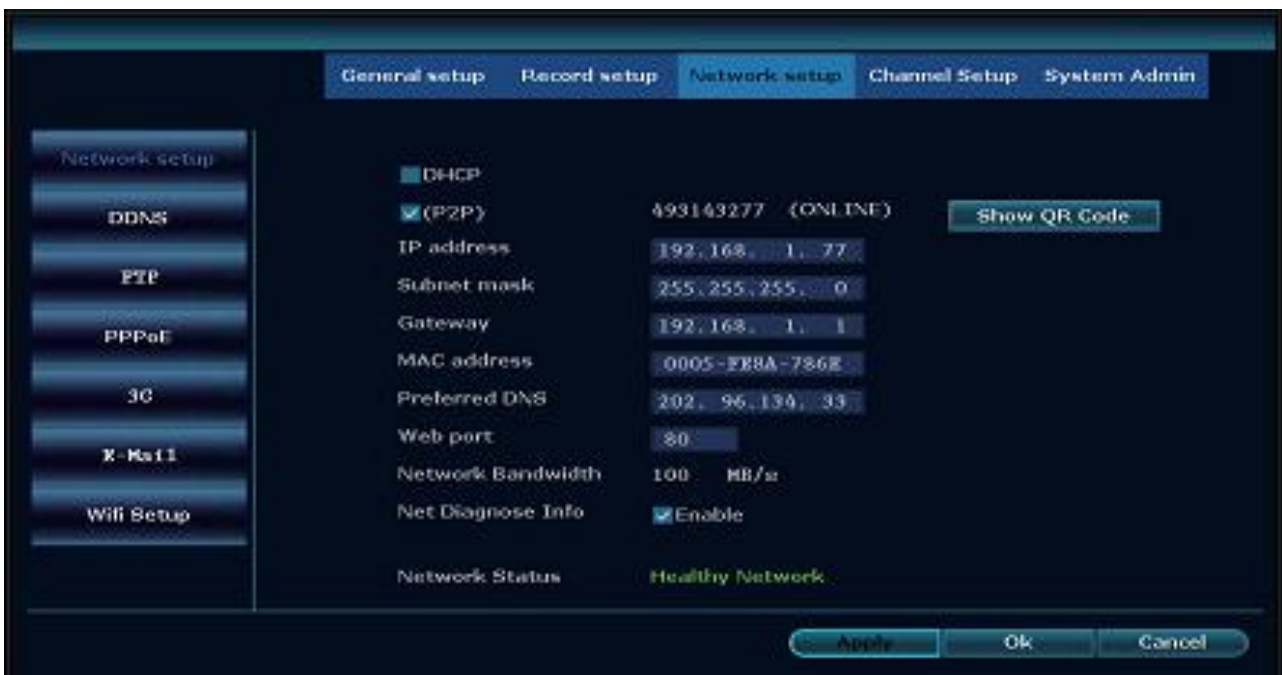 General setup Record setup Network setup Channel Setup System Admin
Network setup
DDNS
FTP
PPPoE
3G
E-Mail
Wifi Setup
DHCP
(P2P) 493143277 (ONLINE) Show QR Code
IP address 192.168. 1. 77
Subnet mask 255.255.255. 0
Gateway 192.168. 1. 1
MAC address 0005-FE8A-786E
Preferred DNS 202. 96.134. 33
Web port 80
Network Bandwidth 100 MB/s
Net Diagnose Info Enable
Network Status Healthy Network
Apply Ok Cancel